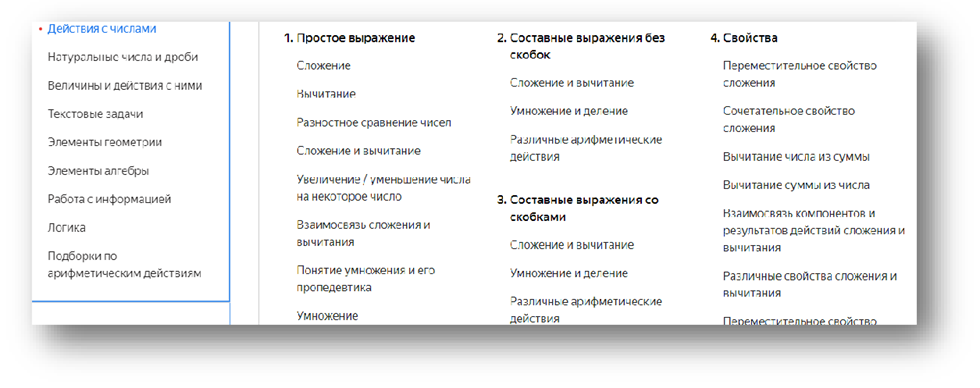 Действия с числами
Натуральные числа и дроби
Величины и действия с ними
Текстовые задачи
Элементы геометрии
Элементы алгебры
Работа с информацией
Логика
Подборки по
арифметическим действиям
1. Простое выражение
Сложение
Вычитание
Разностное сравнение чисел
Сложение и вычитание
Увеличение / уменьшение числа
на некоторое число
Взаимосвязь сложения и
вычитания
Понятие умножения и его
пропедевтика
Умножение
2. Составные выражения без
скобок
Сложение и вычитание
Умножение и деление
Различные арифметические
действия
3. Составные выражения со
скобками
Сложение и вычитание
Умножение и деление
Различные арифметические
действия
4. Свойства
Переместительное свойство
сложения
Сочетательное свойство
сложения
Вычитание числа из суммы
Вычитание суммы из числа
Взаимосвязь компонентов и
результатов действий сложения и
вычитания
Различные свойства сложения и
вычитания
Переместительное свойство